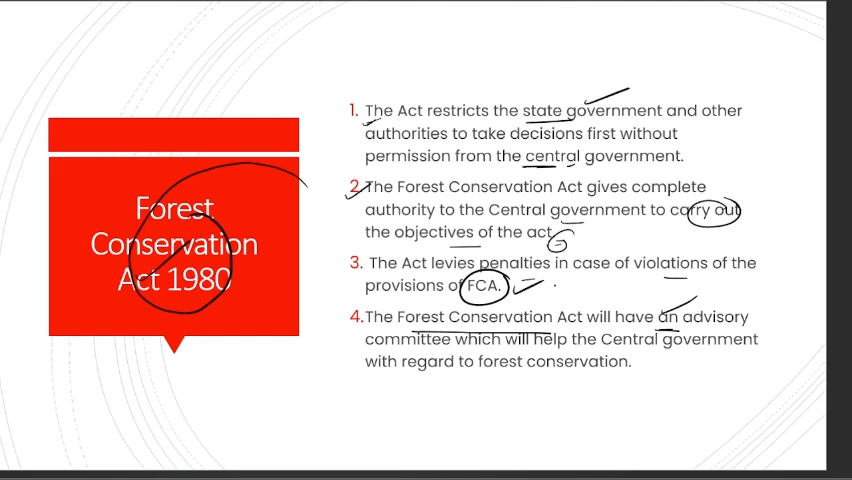 Forest
Conservation
Act 1980
1. The Act restricts the state government and other
authorities to take decisions first without
permission from the central government.
2. The Forest Conservation Act gives complete
authority to the Central government to carry out
the objectives of the act.
3. The Act levies penalties in case of violations of the
provisions of FCA.
4. The Forest Conservation Act will have an advisory
committee which will help the Central government
with regard to forest conservation.